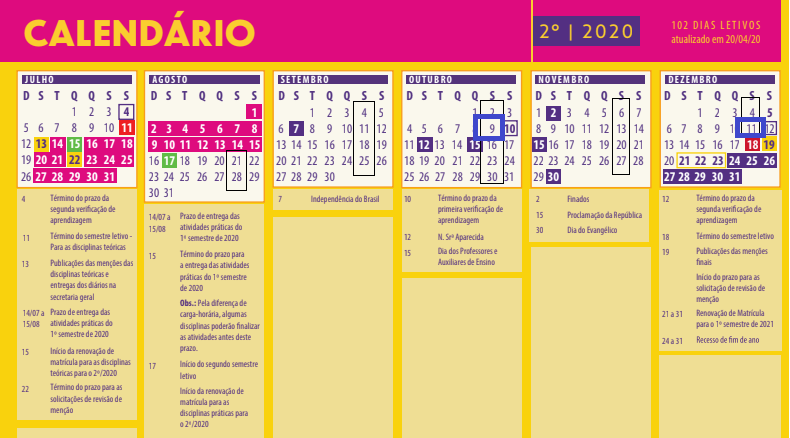 CALENDÁRIO
2º | 2020
102 DIAS LETIVOS
atualizado em 20/04/20
JULHO
D S T Q Q S S
1 2 3 4
5 6 7 8 9 10 11
12 13 14 15 16 17 18
19 20 21 22 23 24 25
26 27 28 29 30 31
4 Término do prazo da
segunda verificação de
aprendizagem
11 Término do semestre letivo -
Para as disciplinas teóricas
13 Publicações das menções das
disciplinas teóricas e
entregas dos diários na
secretaria geral
14/07 a Prazo de entrega das
15/08 atividades práticas do
1º semestre de 2020
15 Início da renovação de
matrícula para as disciplinas
teóricas para o 2º/2020
22 Término do prazo para as
solicitações de revisão de
menção
AGOSTO
D S T Q Q S S
1
2 3 4 5 6 7 8
9 10 11 12 13 14 15
16 17 18 19 20 21 22
23 24 25 26 27 28 29
30 31
14/07 a Prazo de entrega das
15/08 atividades práticas do
1º semestre de 2020
15 Término do prazo para
a entrega das atividades
práticas do 1º semestre
de 2020
Obs.: Pela diferença de
carga-horária, algumas
disciplinas poderão finalizar
as atividades antes deste
prazo.
17 Início do segundo semestre
letivo
Início da renovação de
matrícula para as
disciplinas práticas para
o 2º/2020
SETEMBRO
D S T Q Q S S
1 2 3 4 5
6 7 8 9 10 11 12
13 14 15 16 17 18 19
20 21 22 23 24 25 26
27 28 29 30
7 Independência do Brasil
OUTUBRO
D S T Q Q S S
1 2 3
4 5 6 7 8 9 10
11 12 13 14 15 16 17
18 19 20 21 22 23 24
25 26 27 28 29 30 31
10 Término do prazo da
primeira verificação de
aprendizagem
12 N. Srª Aparecida
15 Dia dos Professores e
Auxiliares de Ensino
NOVEMBRO
D S T Q Q S S
1 2 3 4 5 6 7
8 9 10 11 12 13 14
15 16 17 18 19 20 21
22 23 24 25 26 27 28
29 30
2 Finados
15 Proclamação da República
30 Dia do Evangélico
DEZEMBRO
D S T Q Q S S
1 2 3 4 5
6 7 8 9 10 11 12
13 14 15 16 17 18 19
20 21 22 23 24 25 26
27 28 29 30 31
12 Término do prazo da
segunda verificação de
aprendizagem
18 Término do semestre letivo
19 Publicações das menções
finais
Início do prazo para as
solicitação de revisão de
menção
21 a 31 Renovação de Matrícula
para o 1º semestre de 2021
24 a 31 Recesso de fim de ano